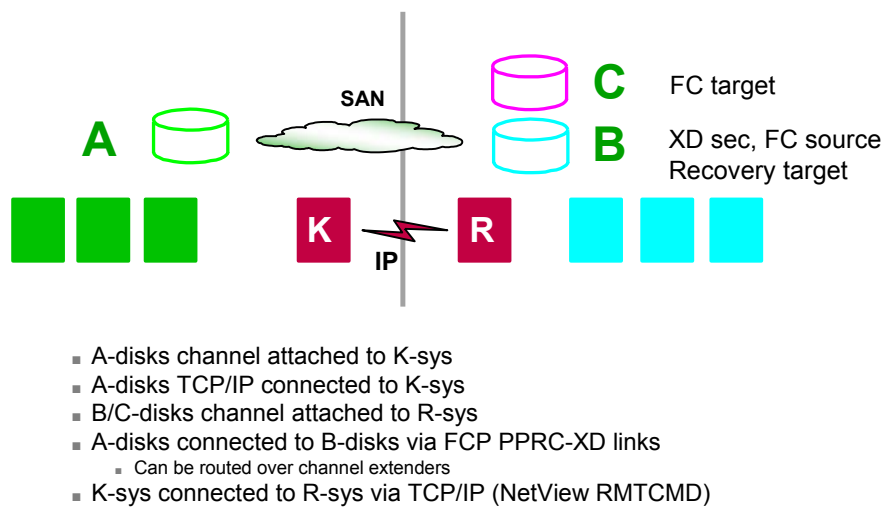 SAN
C
FC target
A
B
XD sec, FC source
Recovery target
K
R
IP
A-disks channel attached to K-sys
A-disks TCP/IP connected to K-sys
B/C-disks channel attached to R-sys
A-disks connected to B-disks via FCP PPRC-XD links
Can be routed over channel extenders
K-sys connected to R-sys via TCP/IP (NetView RMTCMD)